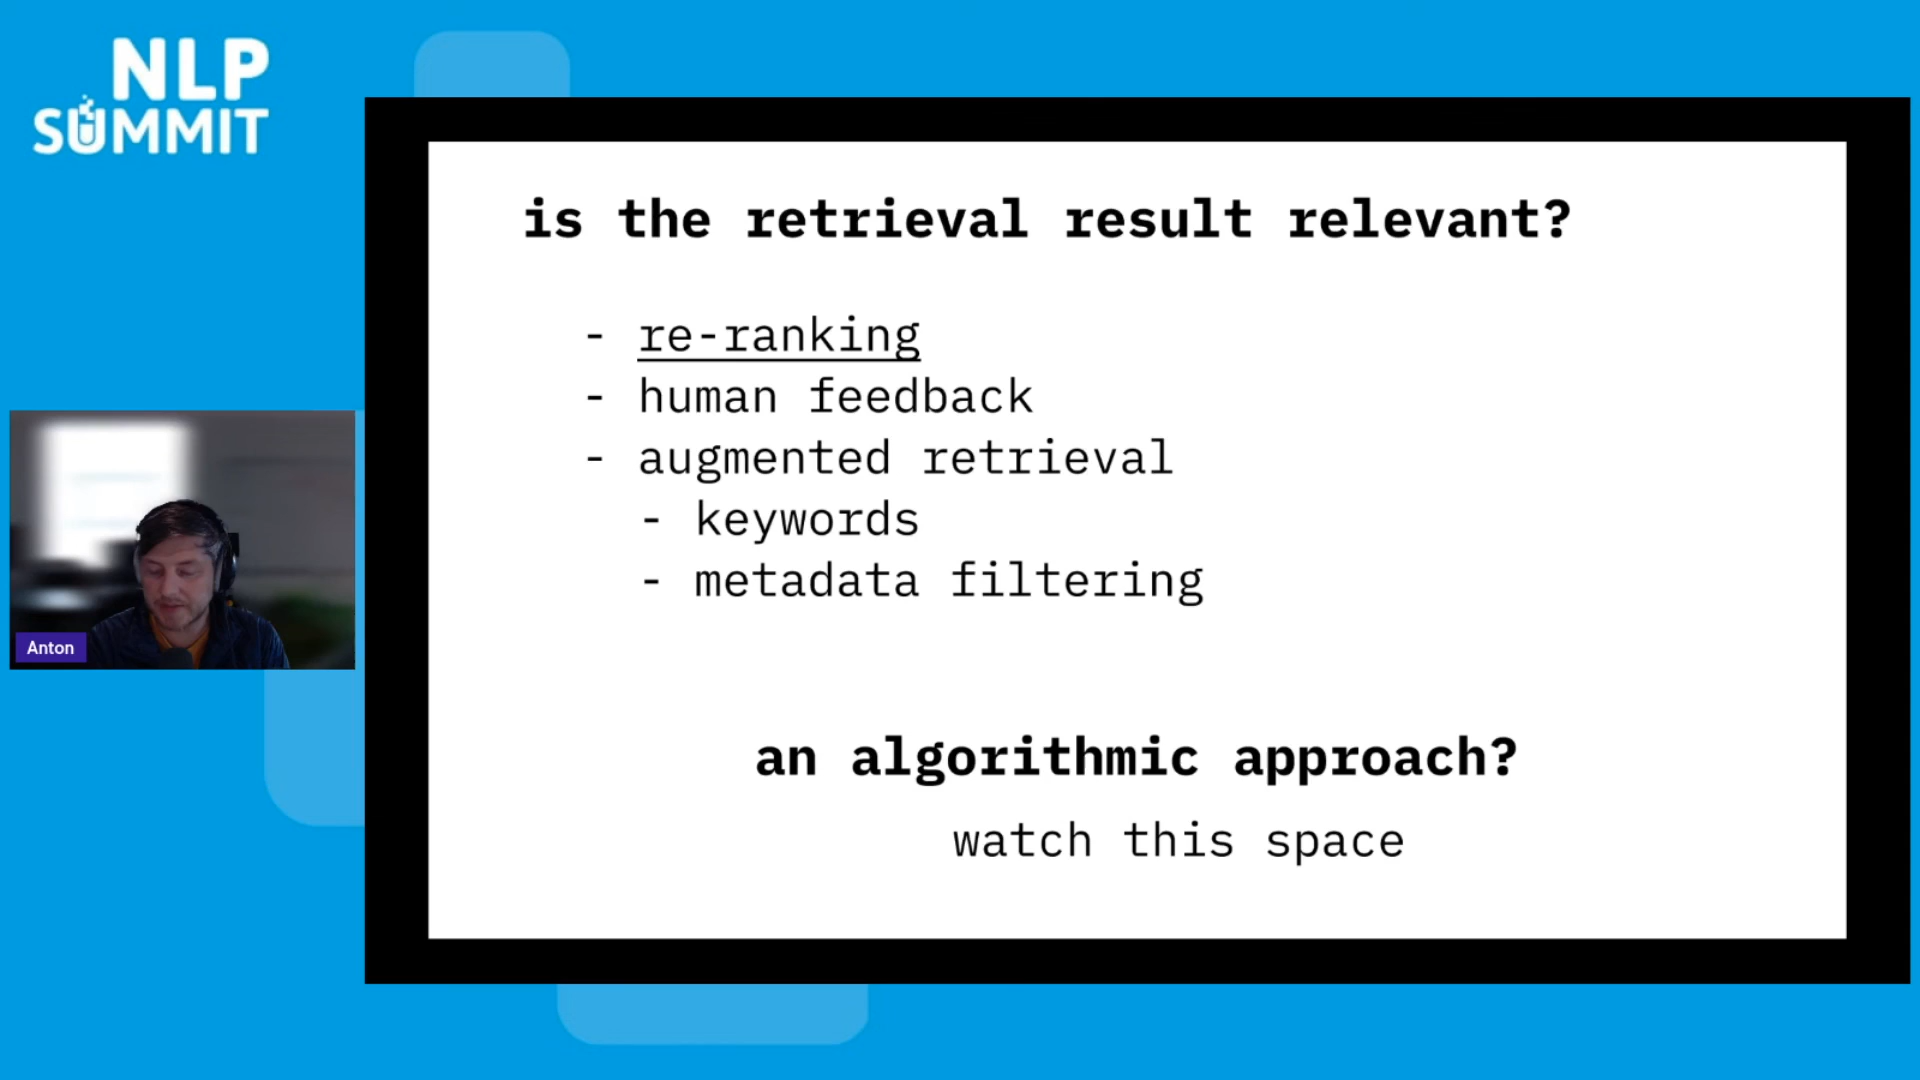 NLP
SUMMIT
is the retrieval result relevant?
- re-ranking
- human feedback
- augmented retrieval
- keywords
- metadata filtering
an algorithmic approach?
watch this space
Anton